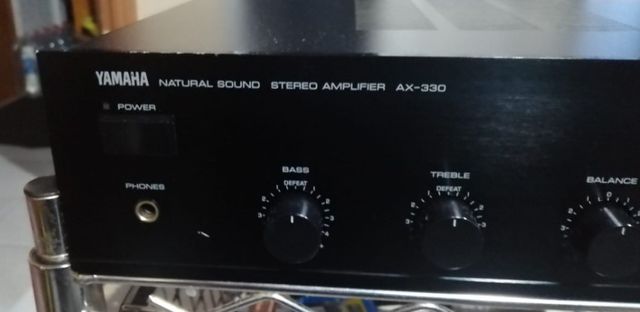 YAMAHA NATURAL SOUND STEREO AMPLIFIER AX-330
POWER
BASS
DEFEAT
TREBLE
DEFEAT
BALANCE
PHONES